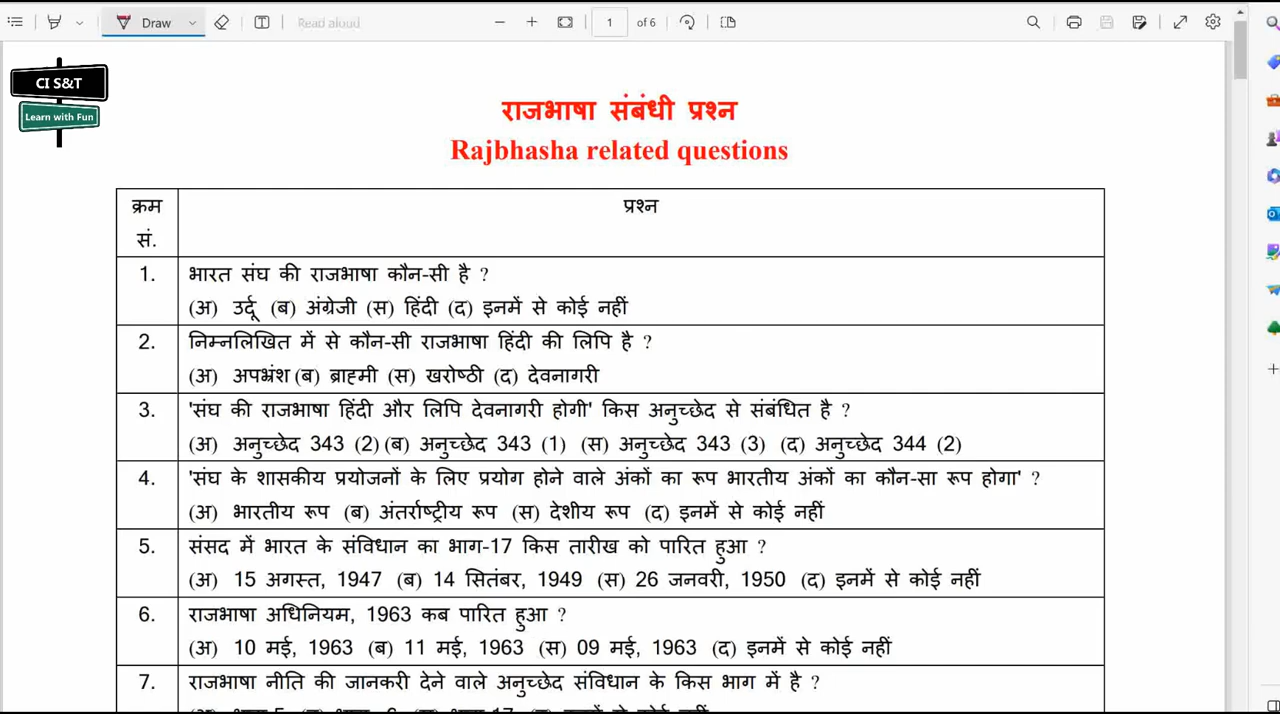 Draw
Read aloud
1 of 6
CI S&T
Learn with Fun
राजभाषा संबंधी प्रश्न
Rajbhasha related questions
क्रम सं.
प्रश्न
1. भारत संघ की राजभाषा कौन-सी है ?
(अ) उर्दू (ब) अंग्रेजी (स) हिंदी (द) इनमें से कोई नहीं
2. निम्नलिखित में से कौन-सी राजभाषा हिंदी की लिपि है ?
(अ) अपभ्रंश (ब) ब्राह्मी (स) खरोष्ठी (द) देवनागरी
3. 'संघ की राजभाषा हिंदी और लिपि देवनागरी होगी' किस अनुच्छेद से संबंधित है ?
(अ) अनुच्छेद 343 (2) (ब) अनुच्छेद 343 (1) (स) अनुच्छेद 343 (3) (द) अनुच्छेद 344 (2)
4. 'संघ के शासकीय प्रयोजनों के लिए प्रयोग होने वाले अंकों का रूप भारतीय अंकों का कौन-सा रूप होगा' ?
(अ) भारतीय रूप (ब) अंतर्राष्ट्रीय रूप (स) देशीय रूप (द) इनमें से कोई नहीं
5. संसद में भारत के संविधान का भाग-17 किस तारीख को पारित हुआ ?
(अ) 15 अगस्त, 1947 (ब) 14 सितंबर, 1949 (स) 26 जनवरी, 1950 (द) इनमें से कोई नहीं
6. राजभाषा अधिनियम, 1963 कब पारित हुआ ?
(अ) 10 मई, 1963 (ब) 11 मई, 1963 (स) 09 मई, 1963 (द) इनमें से कोई नहीं
7. राजभाषा नीति की जानकरी देने वाले अनुच्छेद संविधान के किस भाग में है ?